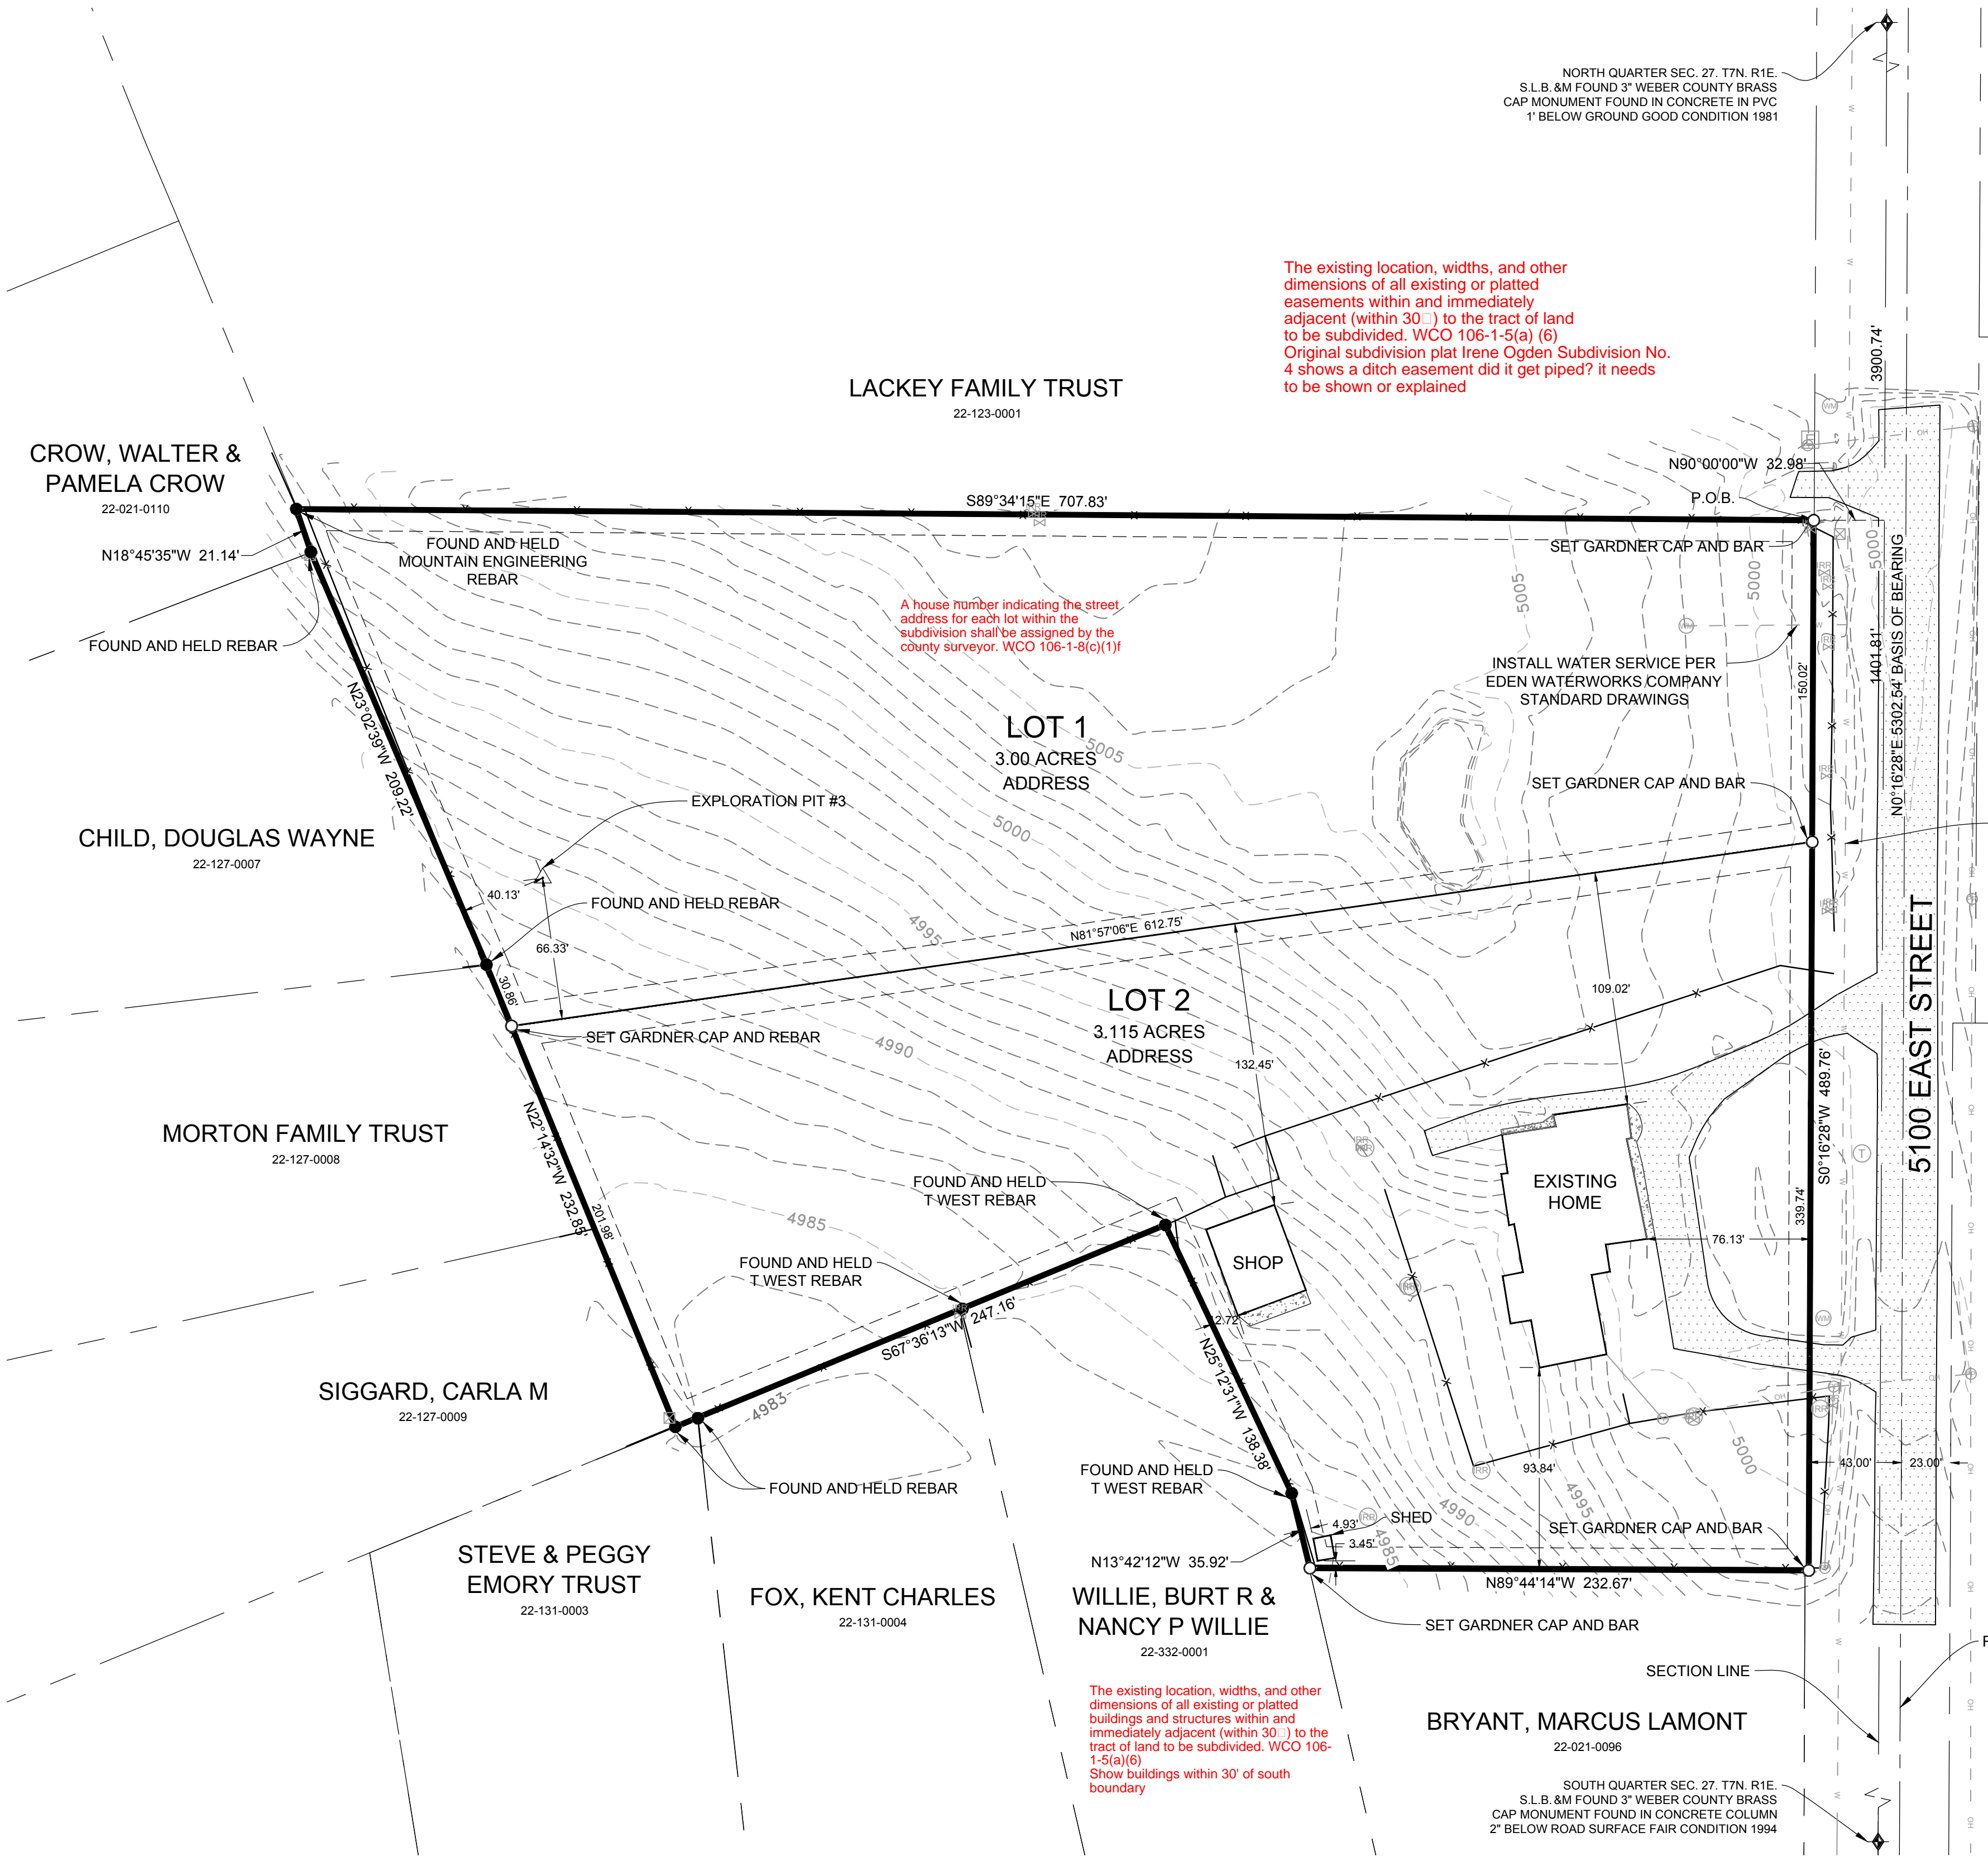 NORTH QUARTER SEC. 27. T7N. R1E.
S.L.B.&M FOUND 3" WEBER COUNTY BRASS
CAP MONUMENT FOUND IN CONCRETE IN PVC
1' BELOW GROUND GOOD CONDITION 1981
The existing location, widths, and other
dimensions of all existing or platted
easements within and immediately
adjacent (within 30□) to the tract of land
to be subdivided. WCO 106-1-5(a) (6)
Original subdivision plat Irene Ogden Subdivision No.
4 shows a ditch easement did it get piped? it needs
to be shown or explained
3900.74'
LACKEY FAMILY TRUST
22-123-0001
CROW, WALTER &
PAMELA CROW
22-021-0110
N18°45'35"W 21.14'
FOUND AND HELD REBAR
FOUND AND HELD
MOUNTAIN ENGINEERING
REBAR
S89°34'15"E 707.83'
N90°00'00"W 32.98'
P.O.B.
SET GARDNER CAP AND BAR
A house number indicating the street
address for each lot within the
subdivision shall be assigned by the
county surveyor. WCO 106-1-8(c)(1)f
5005
5000
5000
WM
WM
INSTALL WATER SERVICE PER
EDEN WATERWORKS COMPANY
STANDARD DRAWINGS
150.02'
1401.81'
N0°16'28"E 5302.54' BASIS OF BEARING
N23°02'39"W 209.22'
LOT 1
3.00 ACRES
ADDRESS
5005
5000
SET GARDNER CAP AND BAR
EXPLORATION PIT #3
CHILD, DOUGLAS WAYNE
22-127-0007
40.13'
FOUND AND HELD REBAR
66.33'
30.86'
4995
N81°57'06"E 612.75'
109.02'
LOT 2
3.115 ACRES
ADDRESS
132.45'
SET GARDNER CAP AND REBAR
4990
5100 EAST STREET
S0°16'28"W 489.76'
339.74'
MORTON FAMILY TRUST
22-127-0008
N22°14'32"W 232.85'
201.98'
FOUND AND HELD
T WEST REBAR
4985
EXISTING
HOME
T
76.13'
SHOP
FOUND AND HELD
T WEST REBAR
S67°36'13"W 247.16'
WM
N25°12'31"W 138.38'
SIGGARD, CARLA M
22-127-0009
4983
5000
FOUND AND HELD REBAR
FOUND AND HELD
T WEST REBAR
IRR
93.84'
43.00'
23.00'
4990
4995
4985
4.93'
SHED
3.45'
SET GARDNER CAP AND BAR
N13°42'12"W 35.92'
N89°44'14"W 232.67'
SET GARDNER CAP AND BAR
STEVE & PEGGY
EMORY TRUST
22-131-0003
FOX, KENT CHARLES
22-131-0004
WILLIE, BURT R &
NANCY P WILLIE
22-332-0001
SECTION LINE
The existing location, widths, and other
dimensions of all existing or platted
buildings and structures within and
immediately adjacent (within 30□) to the
tract of land to be subdivided. WCO 106-
1-5(a)(6)
Show buildings within 30' of south
boundary
BRYANT, MARCUS LAMONT
22-021-0096
SOUTH QUARTER SEC. 27. T7N. R1E.
S.L.B.&M FOUND 3" WEBER COUNTY BRASS
CAP MONUMENT FOUND IN CONCRETE COLUMN
2" BELOW ROAD SURFACE FAIR CONDITION 1994